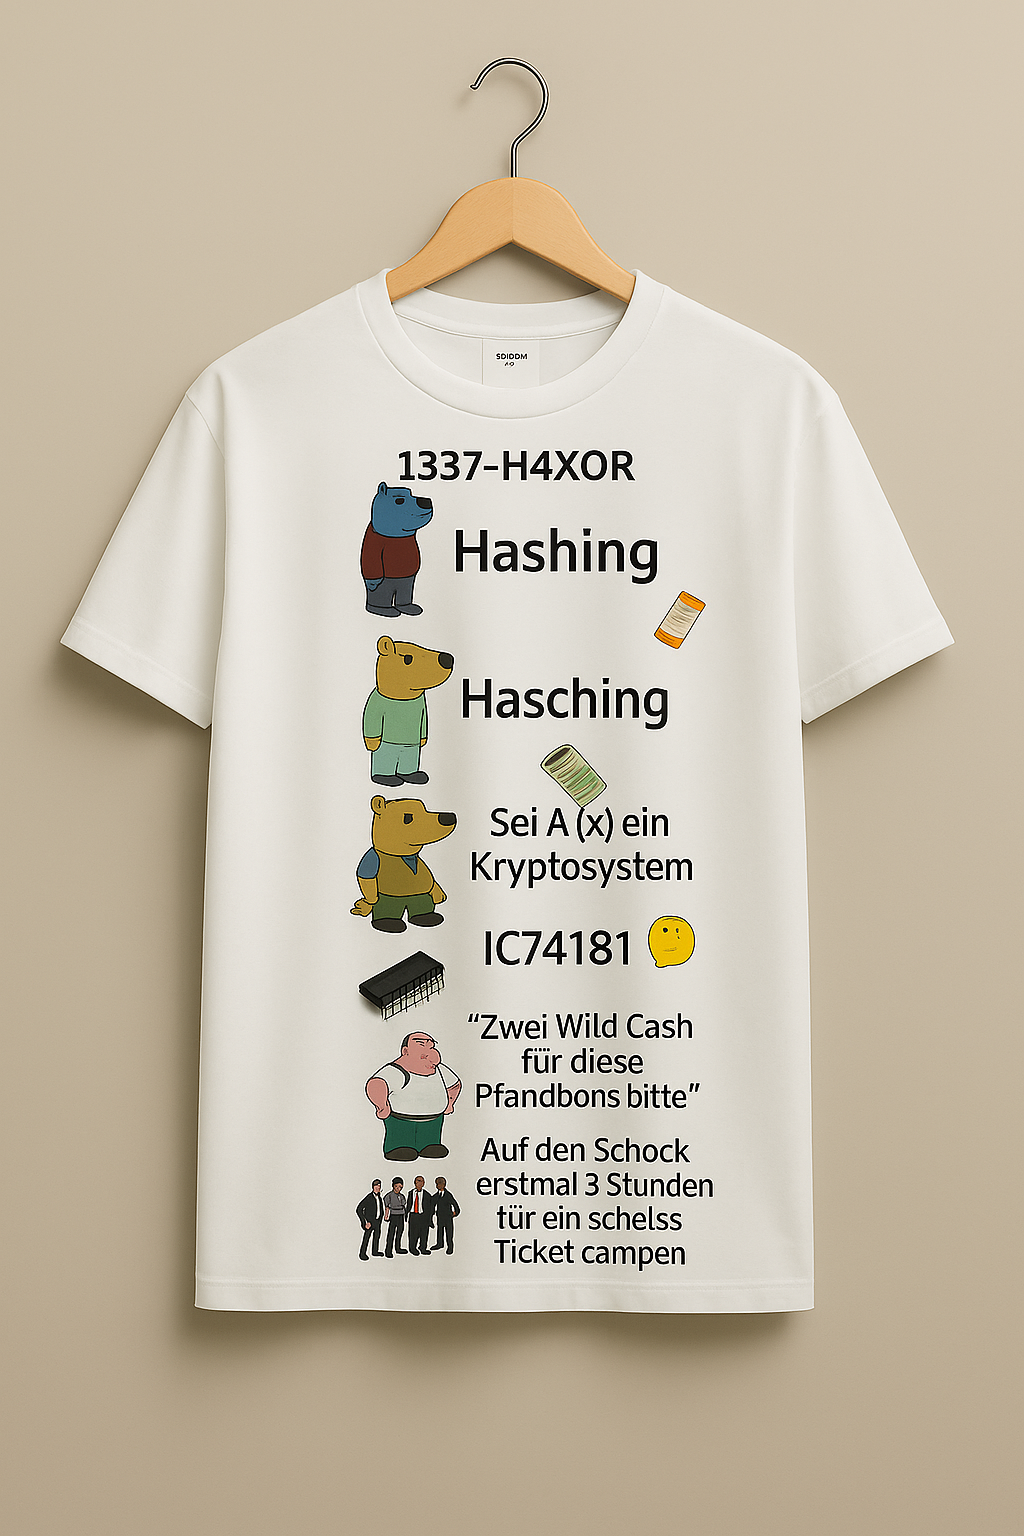 SDIDDM
1337-H4XOR
Hashing
Hasching
Sei A (x) ein
Kryptosystem
IC74181
“Zwei Wild Cash
für diese
Pfandbons bitte”
Auf den Schock
erstmal 3 Stunden
tür ein schelss
Ticket campen